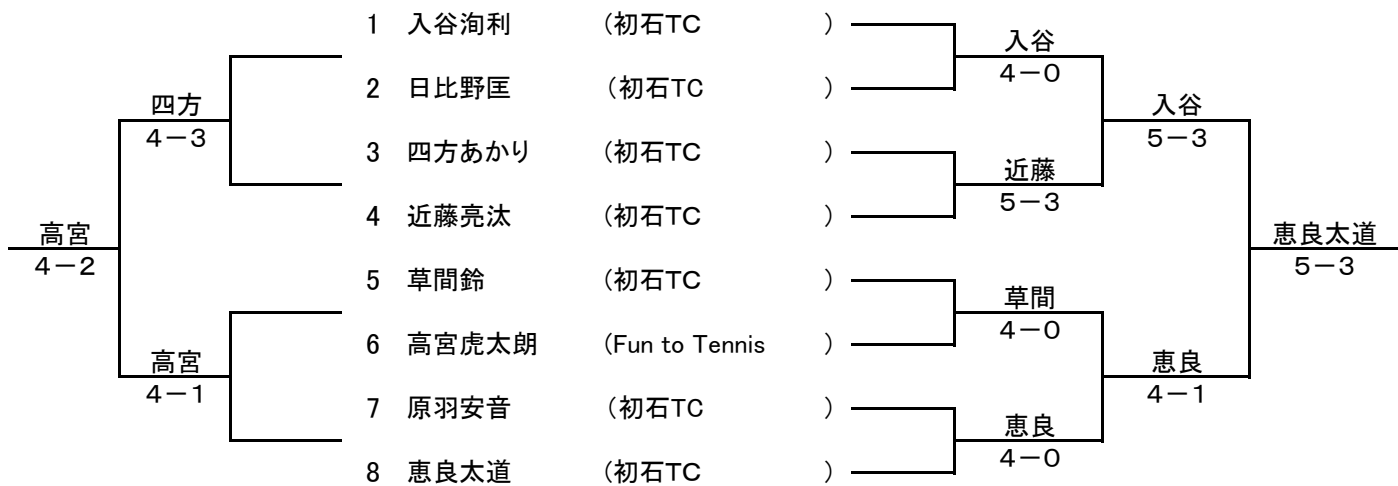 1 入谷洵利 (初石TC )
入谷
4－0
2 日比野匡 (初石TC )
四方
4－3
入谷
5－3
3 四方あかり (初石TC )
近藤
5－3
4 近藤亮汰 (初石TC )
高宮
4－2
恵良太道
5－3
5 草間鈴 (初石TC )
草間
4－0
6 高宮虎太朗 (Fun to Tennis )
高宮
4－1
恵良
4－1
7 原羽安音 (初石TC )
恵良
4－0
8 恵良太道 (初石TC )